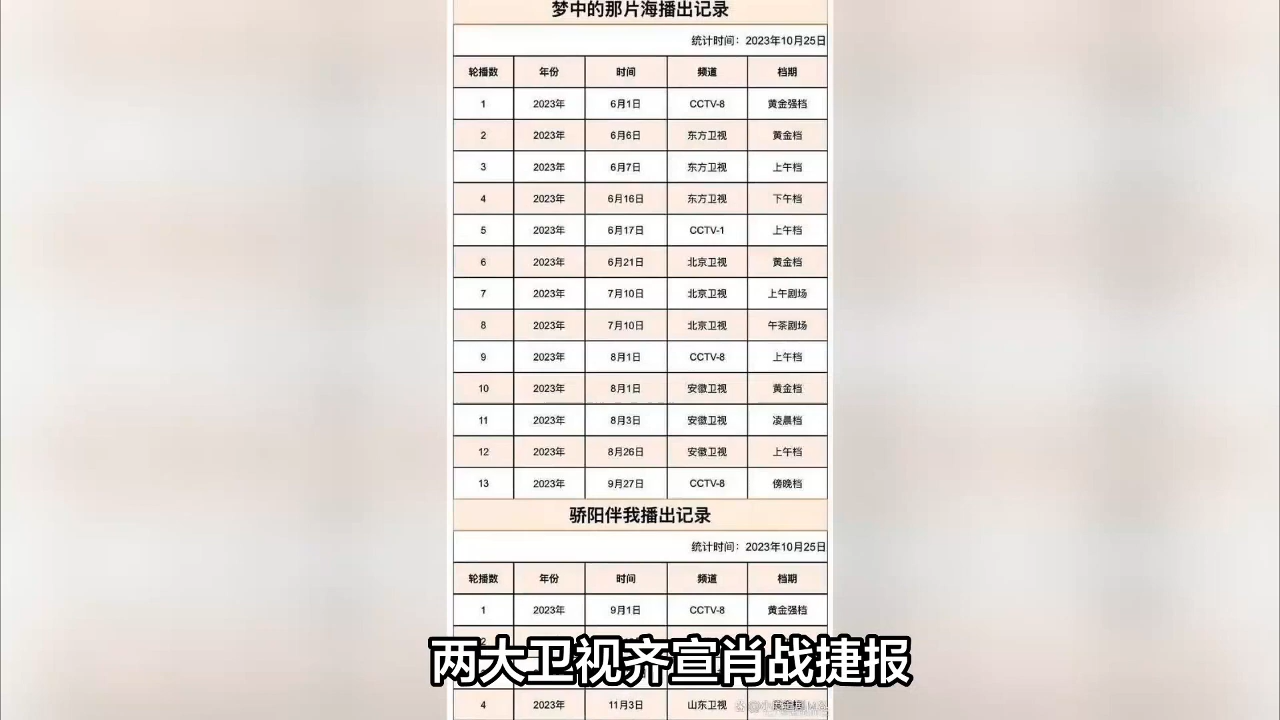 梦中的那片海播出记录
统计时间：2023年10月25日
轮播数 年份 时间 频道 档期
1 2023年 6月1日 CCTV-8 黄金强档
2 2023年 6月6日 东方卫视 黄金档
3 2023年 6月7日 东方卫视 上午档
4 2023年 6月16日 东方卫视 下午档
5 2023年 6月17日 CCTV-1 上午档
6 2023年 6月21日 北京卫视 黄金档
7 2023年 7月10日 北京卫视 上午剧场
8 2023年 7月10日 北京卫视 午茶剧场
9 2023年 8月1日 CCTV-8 上午档
10 2023年 8月1日 安徽卫视 黄金档
11 2023年 8月3日 安徽卫视 凌晨档
12 2023年 8月26日 安徽卫视 上午档
13 2023年 9月27日 CCTV-8 傍晚档
骄阳伴我播出记录
统计时间：2023年10月25日
轮播数 年份 时间 频道 档期
1 2023年 9月1日 CCTV-8 黄金强档
2
两大卫视齐宣肖战捷报
4 2023年 11月3日 山东卫视 黄金档